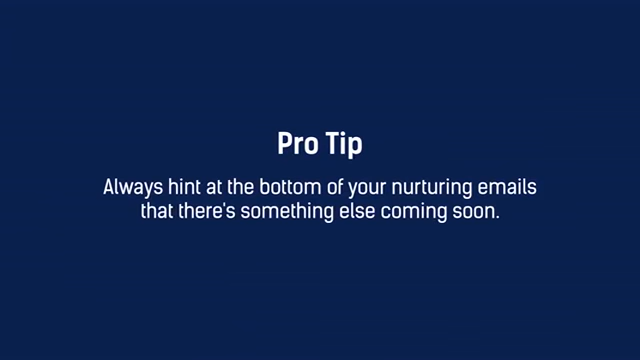 Pro Tip
Always hint at the bottom of your nurturing emails
that there's something else coming soon.